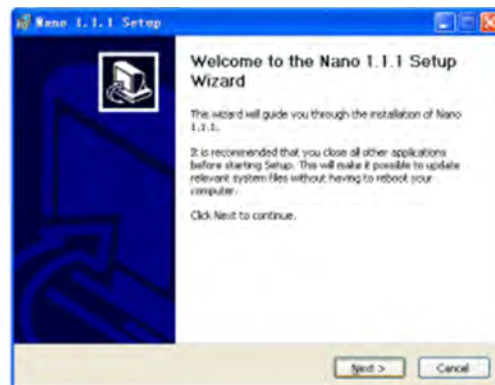 Nano 1.1.1 Setup
Welcome to the Nano 1.1.1 Setup
Wizard
This wizard will guide you through the installation of Nano
1.1.1.
It is recommended that you close all other applications
before starting Setup. This will make it possible to update
relevant system files without having to reboot your
computer.
Click Next to continue.
Next >
Cancel